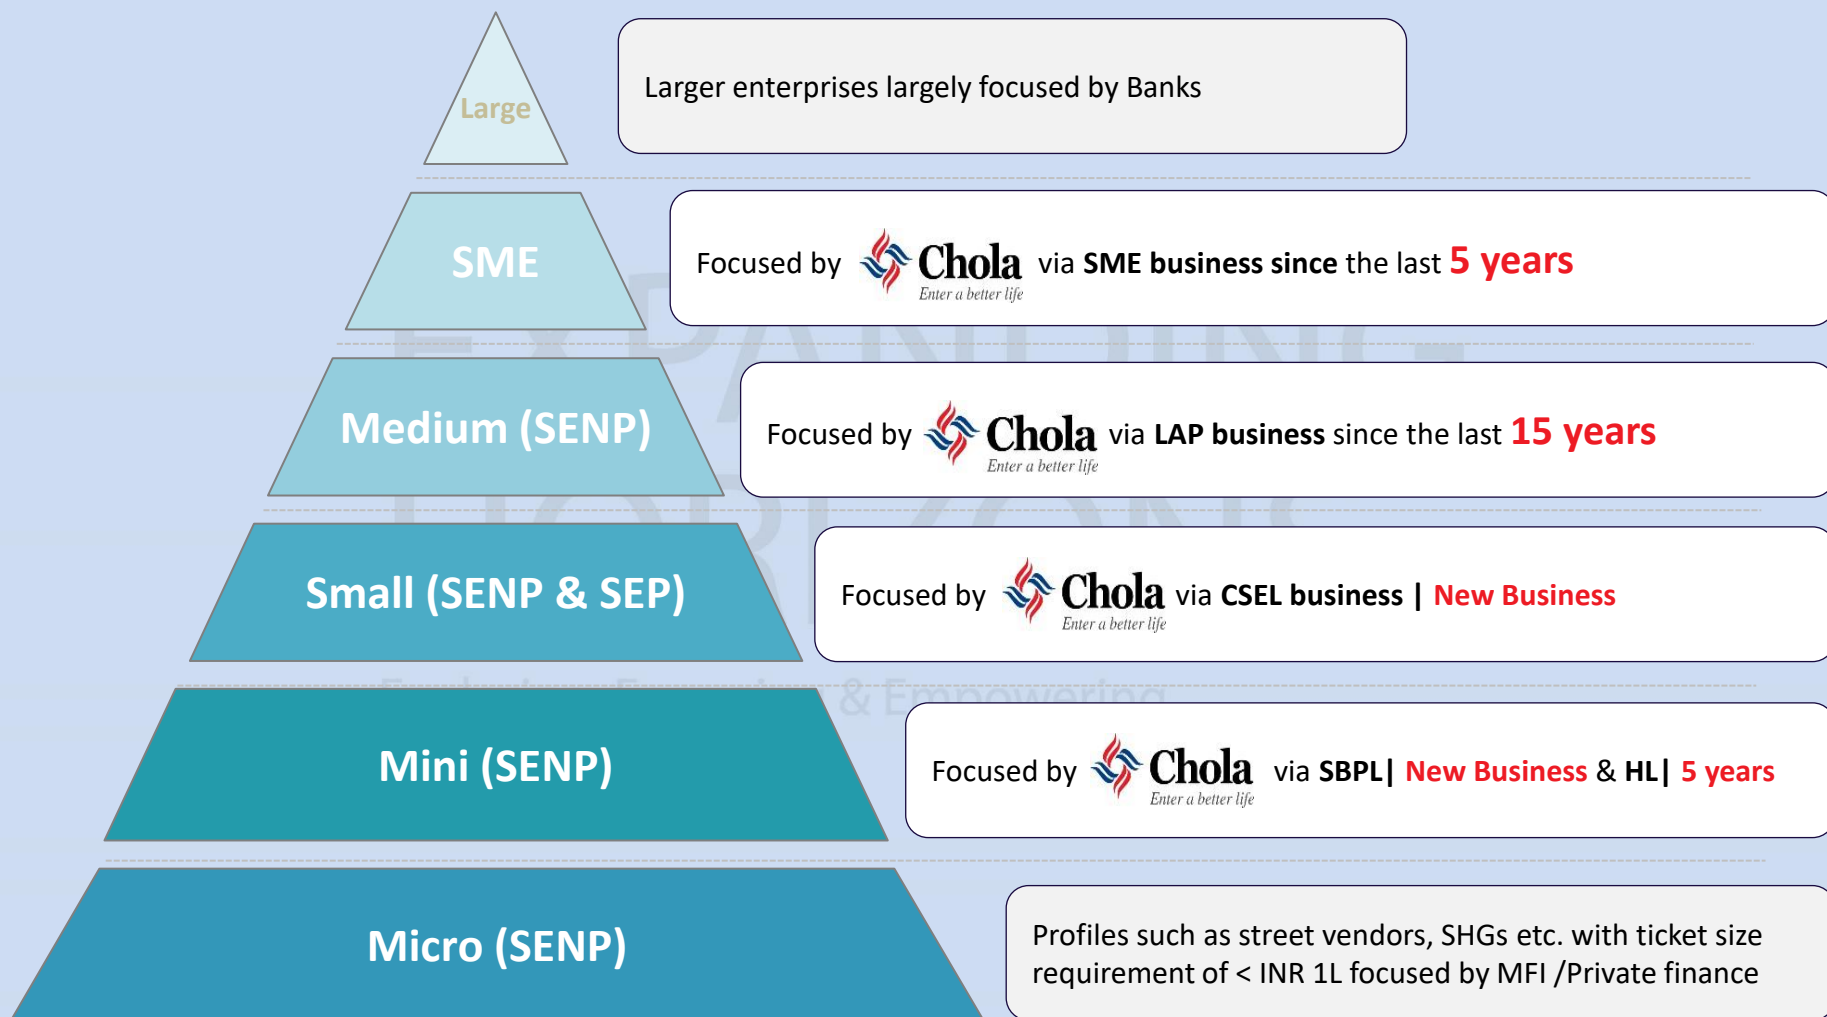 Large
Larger enterprises largely focused by Banks
SME
Focused by Chola via SME business since the last 5 years
Enter a better life
Medium (SENP)
Focused by Chola via LAP business since the last 15 years
Enter a better life
Small (SENP & SEP)
Focused by Chola via CSEL business | New Business
Enter a better life
Mini (SENP)
Focused by Chola via SBPL| New Business & HL| 5 years
Enter a better life
Micro (SENP)
Profiles such as street vendors, SHGs etc. with ticket size
requirement of < INR 1L focused by MFI /Private finance
EXPANDING
& Empowering